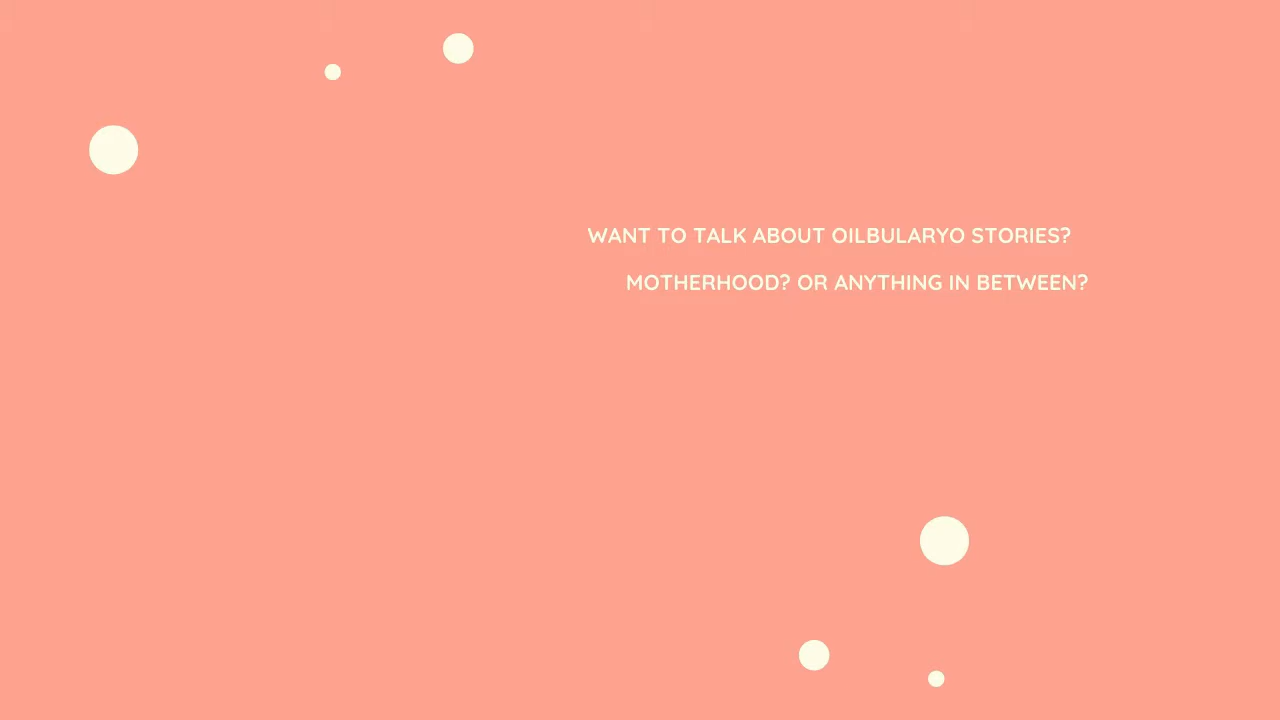 WANT TO TALK ABOUT OILBULARYO STORIES?
MOTHERHOOD? OR ANYTHING IN BETWEEN?